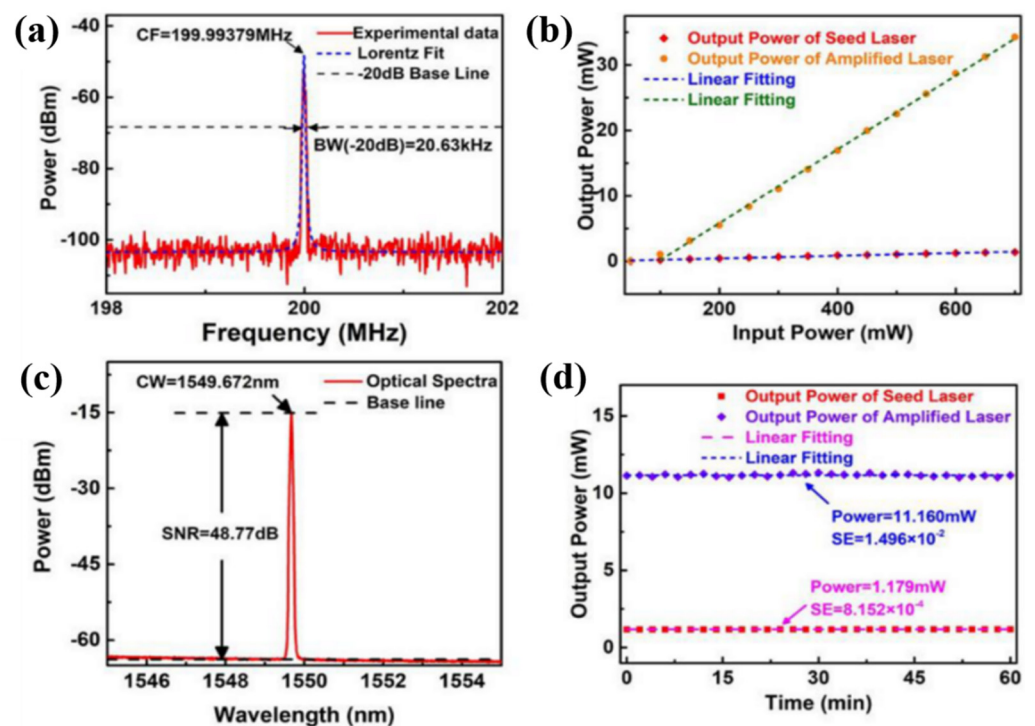 (a)
CF=199.99379MHz
Experimental data
Lorentz Fit
-20dB Base Line
BW(-20dB)=20.63kHz
-40
-60
-80
-100
Power (dBm)
198
199
200
201
202
Frequency (MHz)
(b)
Output Power of Seed Laser
Output Power of Amplified Laser
Linear Fitting
Linear Fitting
30
20
10
0
Output Power (mW)
200
400
600
Input Power (mW)
(c)
CW=1549.672nm
Optical Spectra
Base line
SNR=48.77dB
-15
-30
-45
-60
Power (dBm)
1546
1548
1550
1552
1554
Wavelength (nm)
(d)
Output Power of Seed Laser
Output Power of Amplified Laser
Linear Fitting
Linear Fitting
Power=11.160mW
SE=1.496×10⁻²
Power=1.179mW
SE=8.152×10⁻⁴
15
10
5
0
Output Power (mW)
0
15
30
45
60
Time (min)